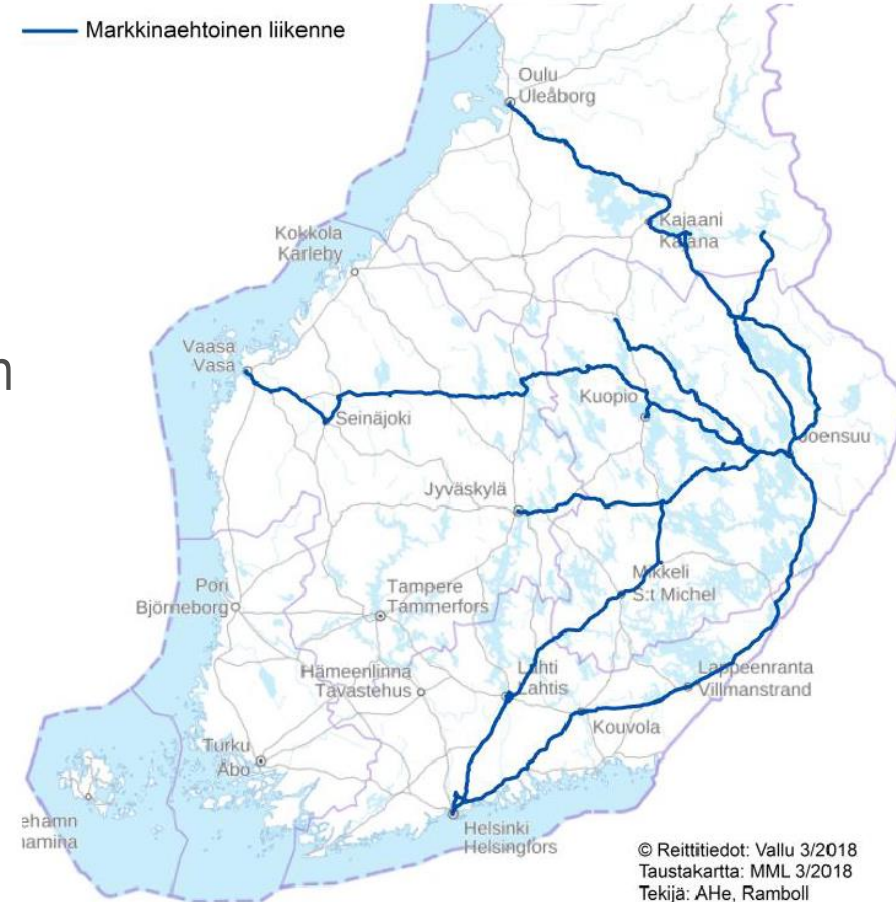 Markkinaehtoinen liikenne
Oulu
Uleåborg
Kajaani
Kajana
Kokkola
Karleby
Vaasa
Vasa
n
Seinäjoki
Kuopio
Joensuu
Jyväskylä
Mikkeli
S:t Michel
Pori
Björneborg
Tampere
Tammerfors
Hämeenlinna
Tavastehus
Lahti
Lahtis
Lappeenranta
Villmanstrand
Kouvola
Turku
Åbo
ehamn
hamina
Helsinki
Helsingfors
© Reittitiedot: Vallu 3/2018
Taustakartta: MML 3/2018
Tekijä: AHe, Ramboll